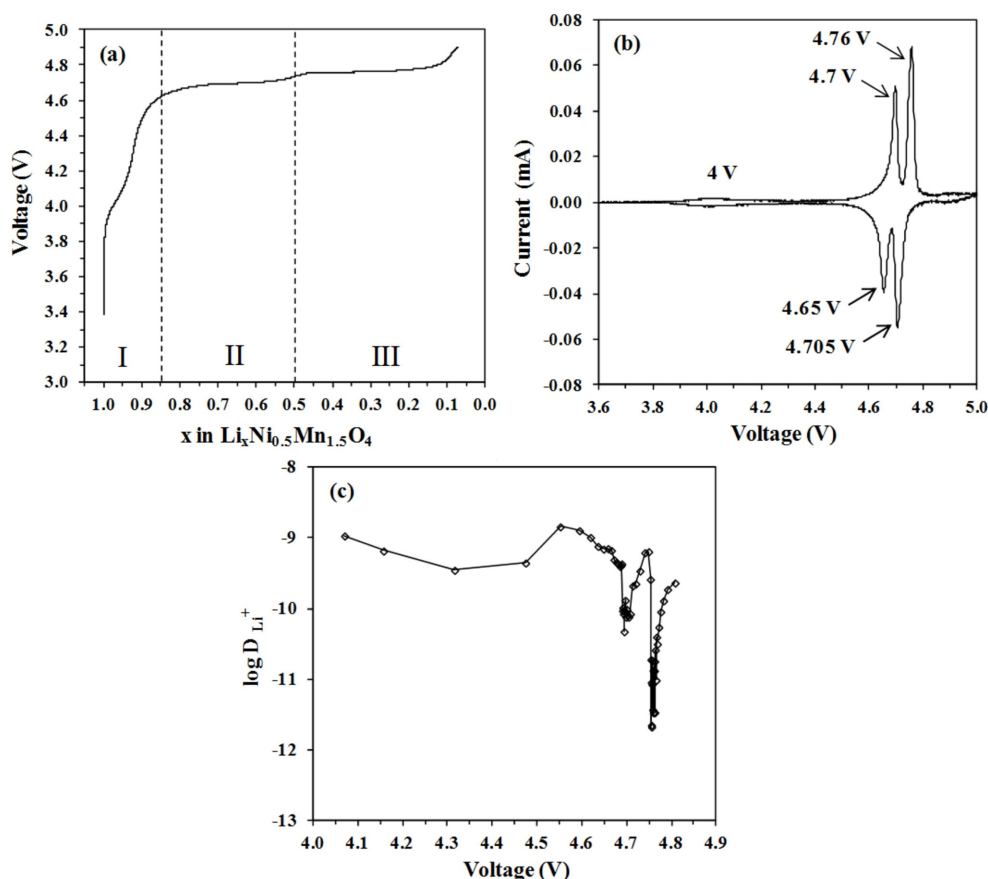 (a)
Voltage (V)
5.0
4.8
4.6
4.4
4.2
4.0
3.8
3.6
3.4
3.2
3.0
I
II
III
1.0 0.9 0.8 0.7 0.6 0.5 0.4 0.3 0.2 0.1 0.0
x in LiₓNi₀.₅Mn₁.₅O₄
(b)
Current (mA)
0.08
0.06
0.04
0.02
0.00
-0.02
-0.04
-0.06
-0.08
4.76 V
4.7 V
4 V
4.65 V
4.705 V
3.6 3.8 4.0 4.2 4.4 4.6 4.8 5.0
Voltage (V)
(c)
log D Li⁺
-8
-9
-10
-11
-12
-13
4.0 4.1 4.2 4.3 4.4 4.5 4.6 4.7 4.8 4.9
Voltage (V)